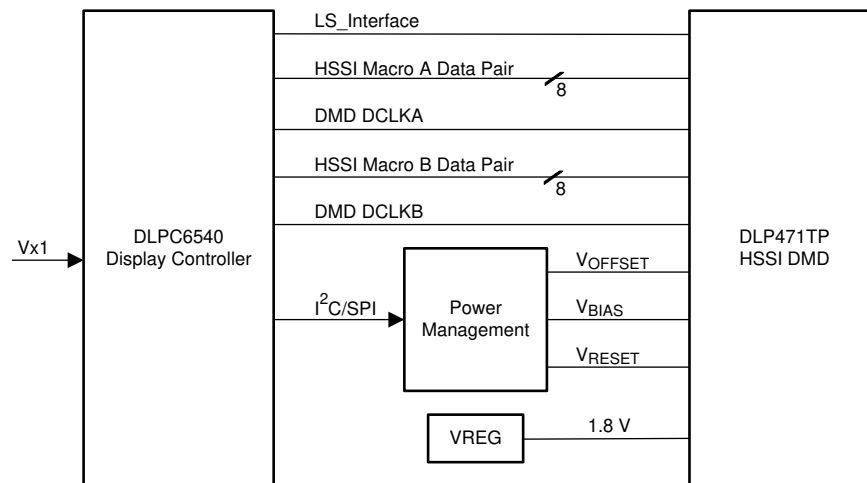 LS_Interface
HSSI Macro A Data Pair
8
DMD DCLKA
HSSI Macro B Data Pair
8
DMD DCLKB
Vx1
DLPC6540
Display Controller
DLP471TP
HSSI DMD
I²C/SPI
Power
Management
VOFFSET
VBIAS
VRESET
VREG
1.8 V